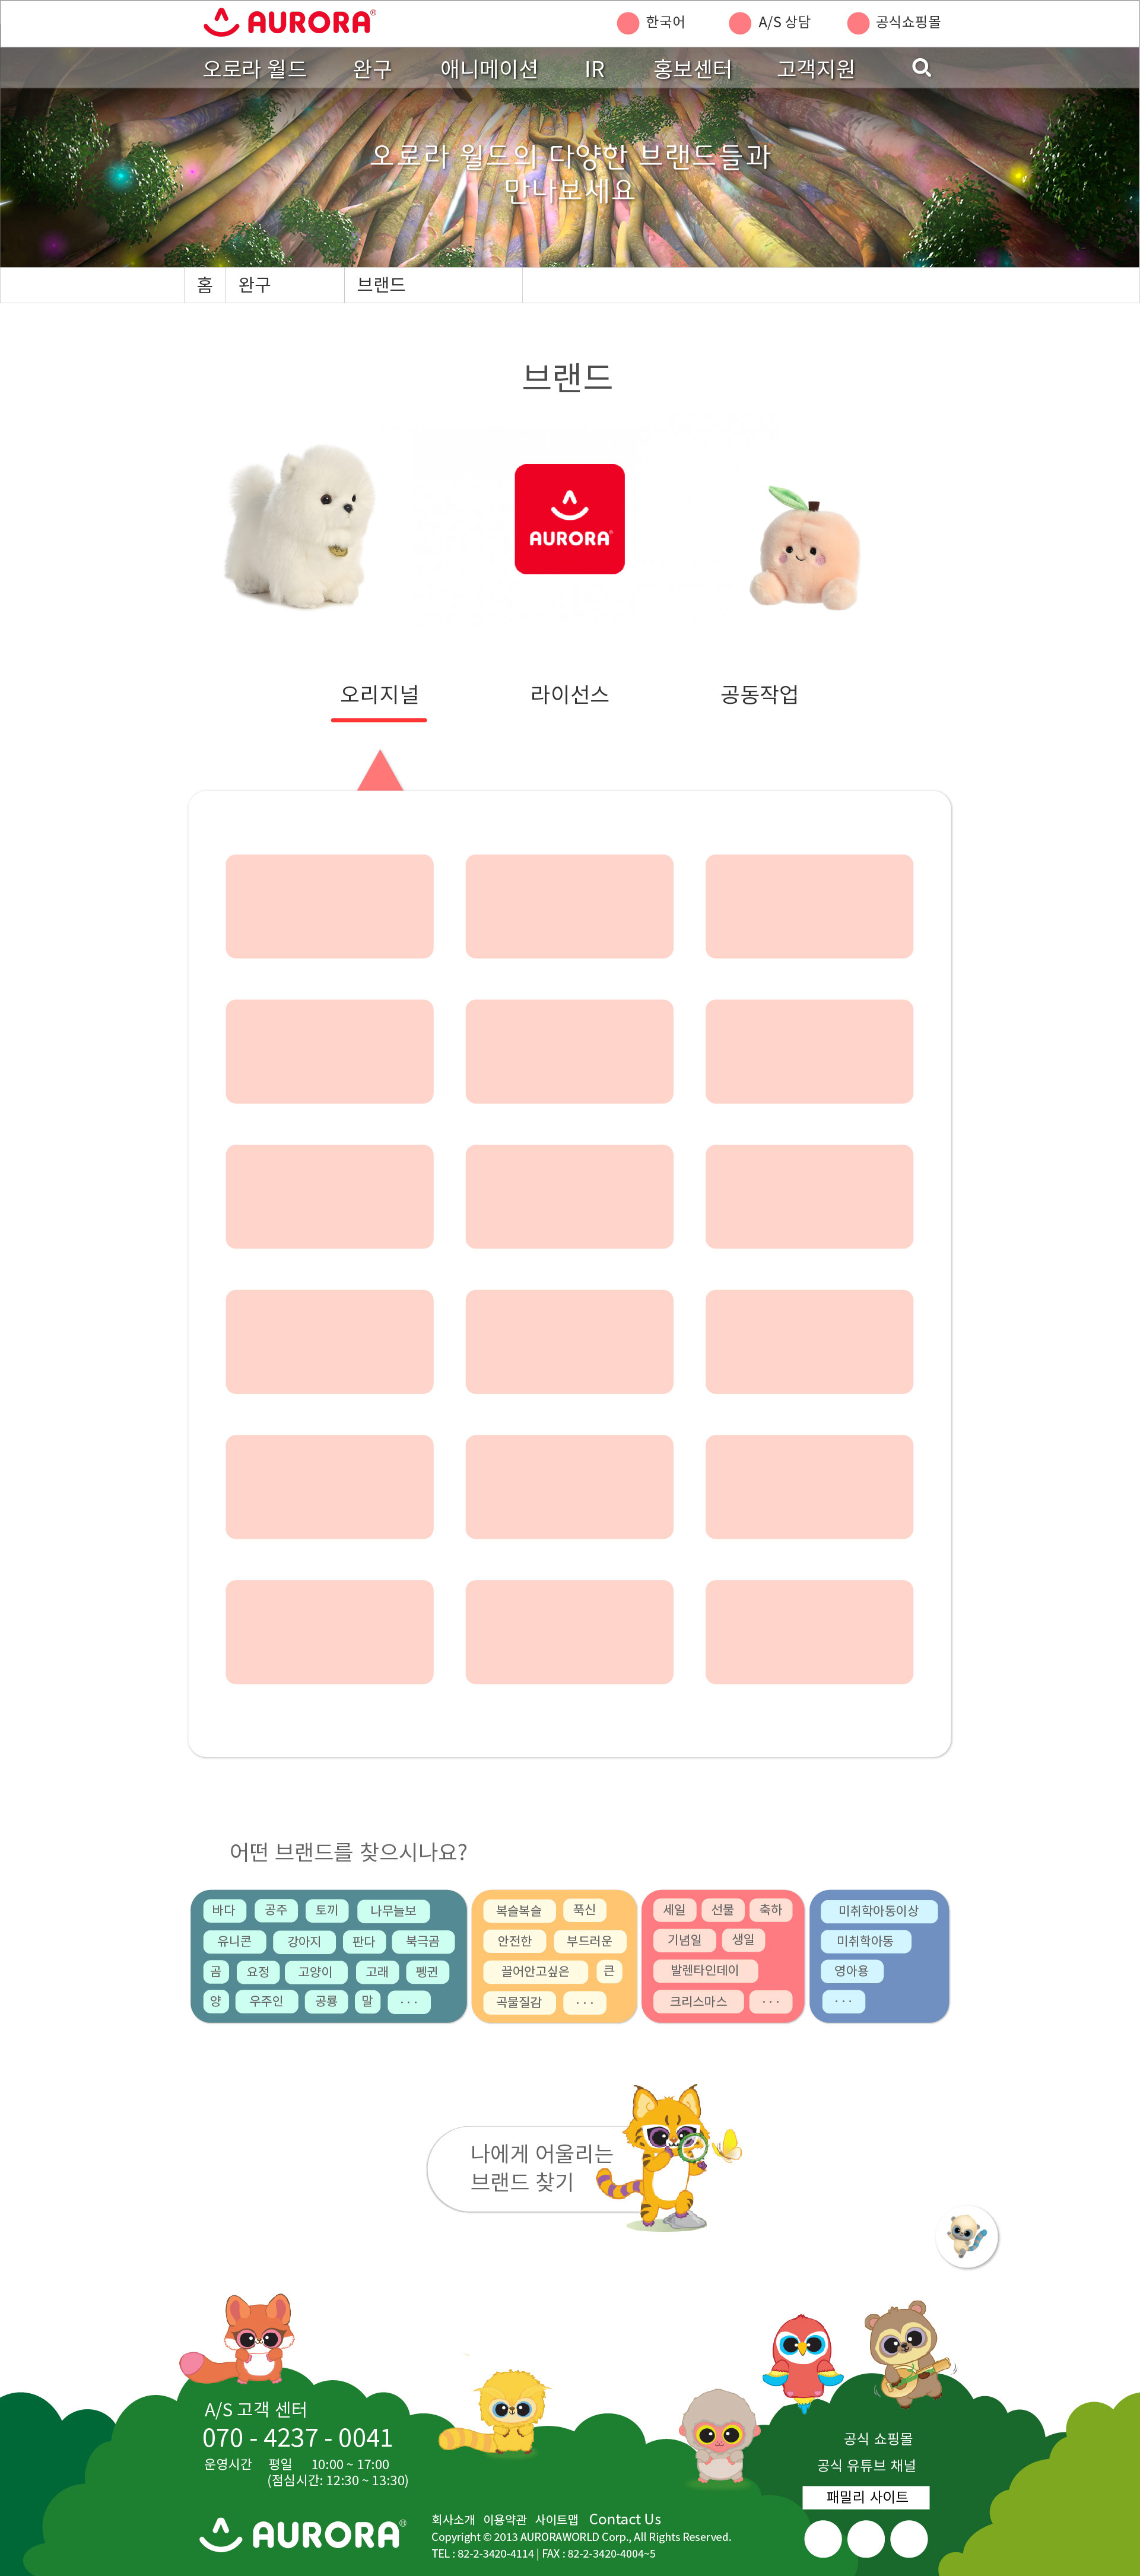 AURORA®
한국어 A/S 상담 공식쇼핑몰
오로라 월드 완구 애니메이션 IR 홍보센터 고객지원
오로라 월드의 다양한 브랜드들과
만나보세요
홈 완구 브랜드
브랜드
AURORA®
오리지널 라이선스 공동작업
어떤 브랜드를 찾으시나요?
바다 공주 토끼 나무늘보
유니콘 강아지 판다 북극곰
곰 요정 고양이 고래 펭귄
양 우주인 공룡 말 ...
복슬복슬 푹신
안전한 부드러운
끌어안고싶은 큰
곡물질감 ...
세일 선물 축하
기념일 생일
발렌타인데이
크리스마스 ...
미취학아동이상
미취학아동
영아용
...
나에게 어울리는
브랜드 찾기
A/S 고객 센터
070 - 4237 - 0041
운영시간 평일 10:00 ~ 17:00
(점심시간: 12:30 ~ 13:30)
공식 쇼핑몰
공식 유튜브 채널
패밀리 사이트
AURORA®
회사소개 이용약관 사이트맵 Contact Us
Copyright © 2013 AURORAWORLD Corp., All Rights Reserved.
TEL : 82-2-3420-4114 | FAX : 82-2-3420-4004~5